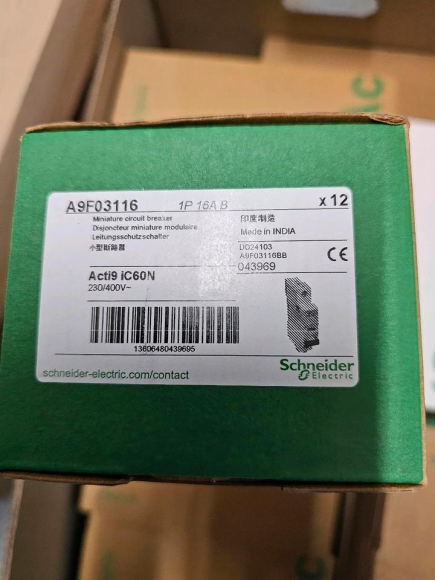 A9F03116 1P 16A B x 12
Miniature circuit breaker
Disjoncteur miniature modulaire
Leitungsschutzschalter
小型断路器
印度制造
Made in INDIA
DO24103
A9F03116BB
043969
CE
Acti9 iC60N
230/400V~
13606480439695
Schneider
Electric
schneider-electric.com/contact
AC